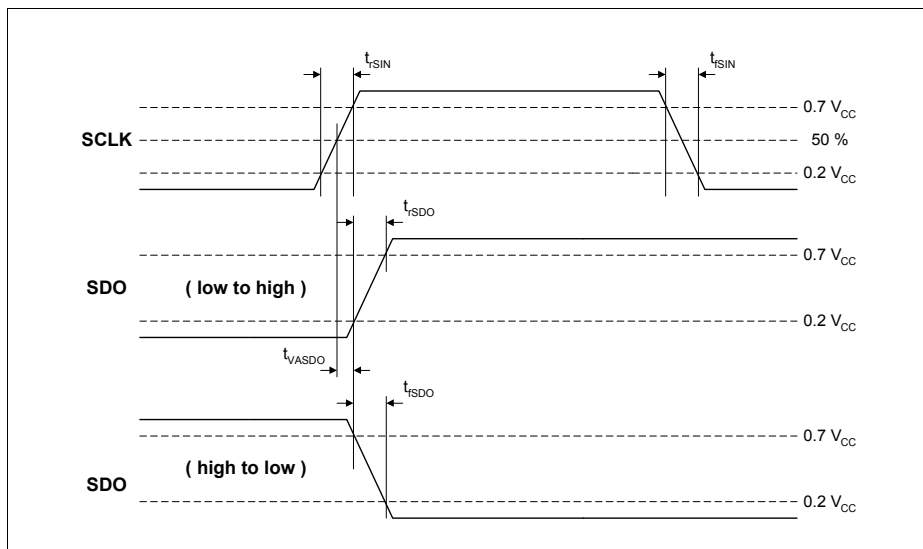 t_rSIN t_fSIN
0.7 V_CC
SCLK 50 %
0.2 V_CC
t_rSDO
0.7 V_CC
SDO ( low to high )
0.2 V_CC
t_VASDO
t_fSDO
0.7 V_CC
SDO ( high to low )
0.2 V_CC